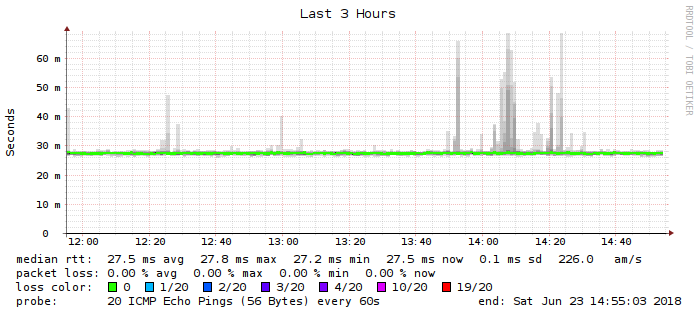 Last 3 Hours
RRDTOOL / TOBI OETIKER
Seconds
60 m
50 m
40 m
30 m
20 m
10 m
0
12:00 12:20 12:40 13:00 13:20 13:40 14:00 14:20 14:40
median rtt: 27.5 ms avg 27.8 ms max 27.2 ms min 27.5 ms now 0.1 ms sd 226.0 am/s
packet loss: 0.00 % avg 0.00 % max 0.00 % min 0.00 % now
loss color: 0 1/20 2/20 3/20 4/20 10/20 19/20
probe: 20 ICMP Echo Pings (56 Bytes) every 60s end: Sat Jun 23 14:55:03 2018